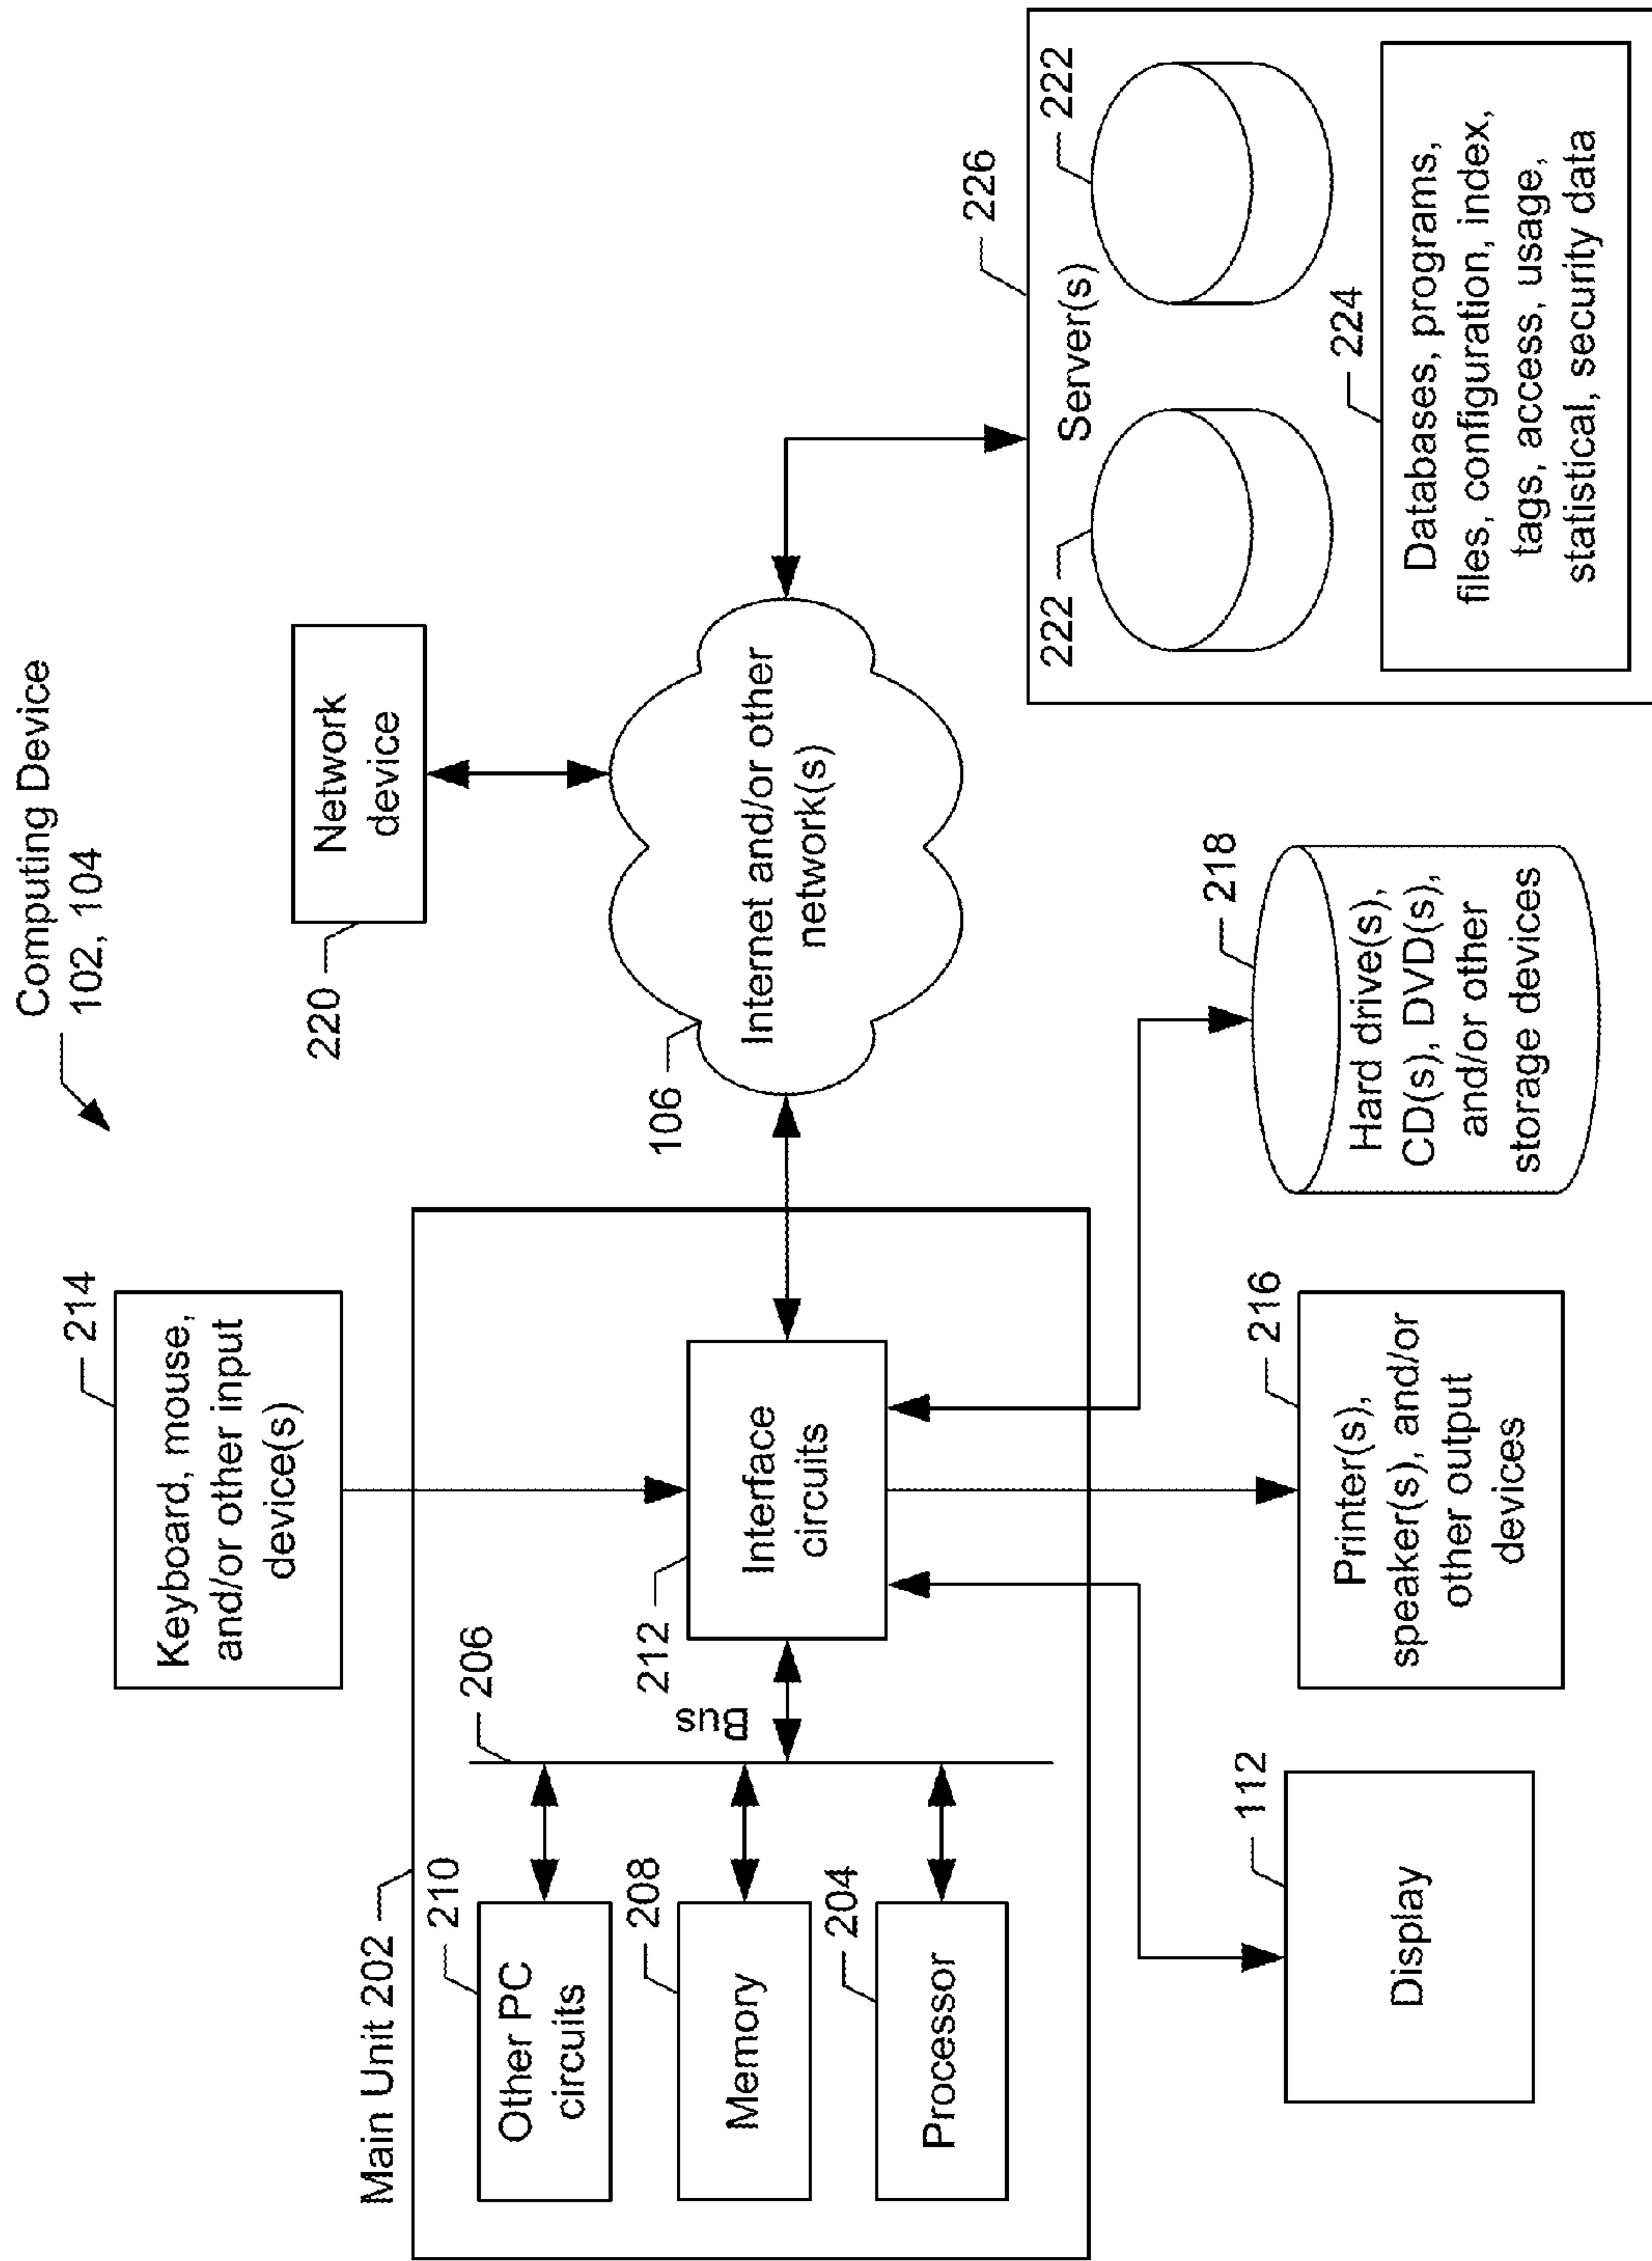 Computing Device
102, 104
Main Unit 202
210
Other PC
circuits
208
Memory
204
Processor
206
Bus
212
Interface
circuits
214
Keyboard, mouse,
and/or other input
device(s)
220
Network
device
106
Internet and/or other
network(s)
112
Display
216
Printer(s),
speaker(s), and/or
other output
devices
218
Hard drive(s),
CD(s), DVD(s),
and/or other
storage devices
226
Server(s)
222
222
224
Databases, programs,
files, configuration, index,
tags, access, usage,
statistical, security data